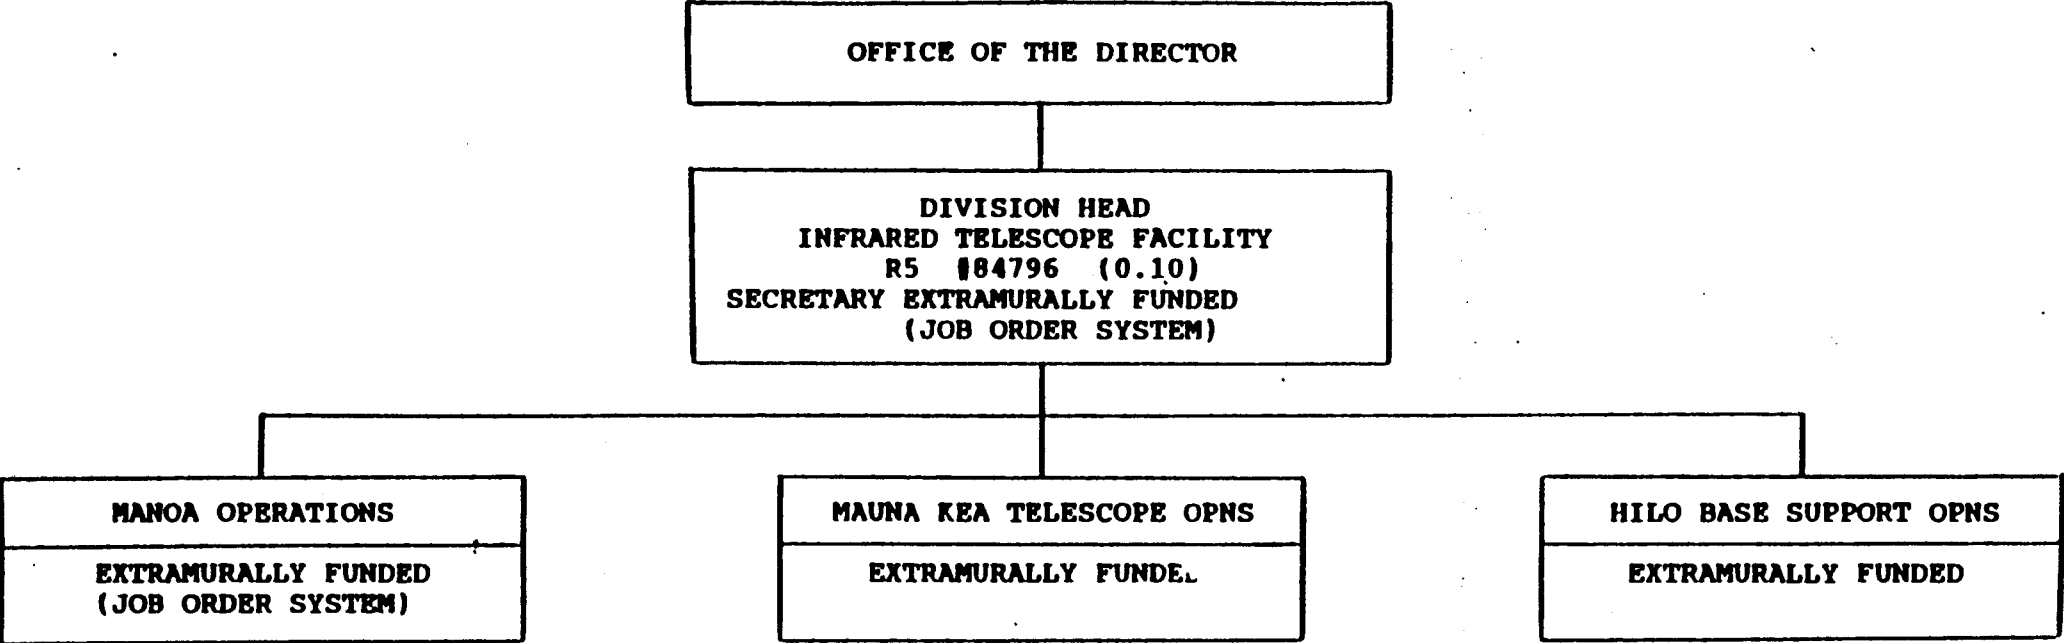 OFFICE OF THE DIRECTOR
DIVISION HEAD
INFRARED TELESCOPE FACILITY
R5 #84796 (0.10)
SECRETARY EXTRAMURALLY FUNDED
(JOB ORDER SYSTEM)
MANOA OPERATIONS
EXTRAMURALLY FUNDED
(JOB ORDER SYSTEM)
MAUNA KEA TELESCOPE OPNS
EXTRAMURALLY FUNDED
HILO BASE SUPPORT OPNS
EXTRAMURALLY FUNDED